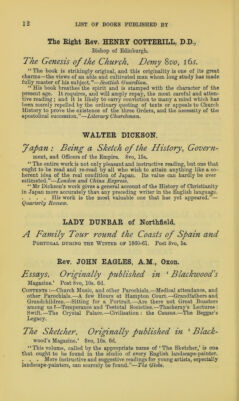 12 LIST OF BOOKS PUBLISHED BY
The Right Rev. HENRY COTTERILL, D.D.,
Bishop of Edinburgh.
The Genesis of the Church. Demy 8vo, 16s.
"The book is strikingly original, and this originality is one of its great
charms—the views of an able and cultivated man whom long study has made
fully master of his subject."—Scottish Guardian.
"His book breathes the spirit and is stamped with the character of the
present age. It requires, and will amply repay, the most careful and atten-
tive reading; and it is likely to carry conviction to many a mind which has
been merely repelled by the ordinary quoting of texts or appeals to Church
History to prove the existence of the three Orders, and the necessity of the
apostolical succession."—Literary Churchman.
WALTER DICKSON.
Japan: Being a Sketch of the History, Govern-
ment, and Officers of the Empire. 8vo, 15s.
"The entire work is not only pleasant and instructive reading, but one that
ought to be read and re-read by all who wish to attain anything like a co-
herent idea of the real condition of Japan. Its value can hardly be over
estimated."—London and China Express.
"Mr Dickson's work gives a general account of the History of Christianity
in Japan more accurately than any preceding writer in the English language.
. . . . His work is the most valuable one that has yet appeared."—
Quarterly Review.
LADY DUNBAR of Northfield.
A Family Tour round the Coasts of Spain and
PORTUGAL DURING THE WINTER OF 1860-61. Post 8vo, 5s.
Rev. JOHN EAGLES, A.M., Oxon.
Essays. Originally published in 'Blackwood's
Magazine.' Post 8vo, 10s. 6d.
CONTENTS:—Church Music, and other Parochials.—Medical attendance, and
other Parochials.—A few Hours at Hampton Court.—Grandfathers and
Grandchildren.—Sitting for a Portrait.—Are there not Great Boasters
among us?—Temperance and Teetotal Societies.—Thackeray's Lectures:
Swift.—The Crystal Palace.—Civilisation: the Census.—The Beggar's
Legacy.
The Sketcher. Originally published in 'Black-
wood's Magazine.' 8vo, 10s. 6d.
"This volume, called by the appropriate name of 'The Sketcher,' is one
that ought to be found in the studio of every English landscape-painter.
. . . More instructive and suggestive readings for young artists, especially
landscape-painters, can scarcely be found."—The Globe.